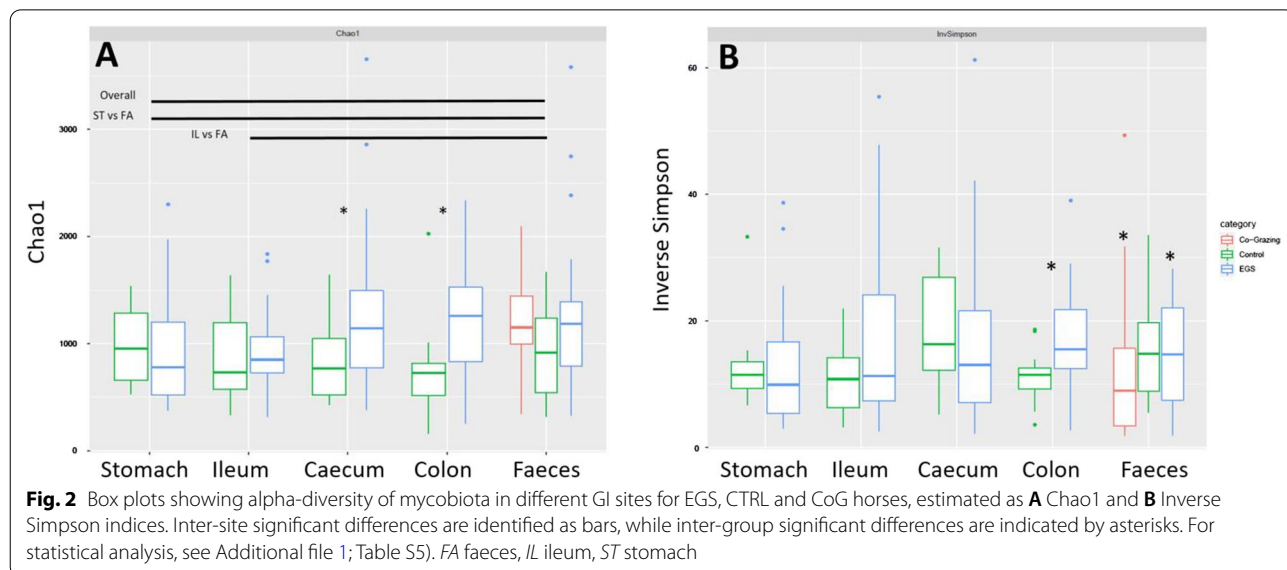 Chao1
A
Overall
ST vs FA
IL vs FA
3000
2000
1000
0
*
*
Chao1
Stomach Ileum Caecum Colon Faeces
InvSimpson
B
60
40
20
0
*
*
*
Inverse Simpson
Stomach Ileum Caecum Colon Faeces
category
Co-Grazing
Control
EGS
Fig. 2 Box plots showing alpha-diversity of mycobiota in different GI sites for EGS, CTRL and CoG horses, estimated as A Chao1 and B Inverse
Simpson indices. Inter-site significant differences are identified as bars, while inter-group significant differences are indicated by asterisks. For
statistical analysis, see Additional file 1; Table S5). FA faeces, IL ileum, ST stomach